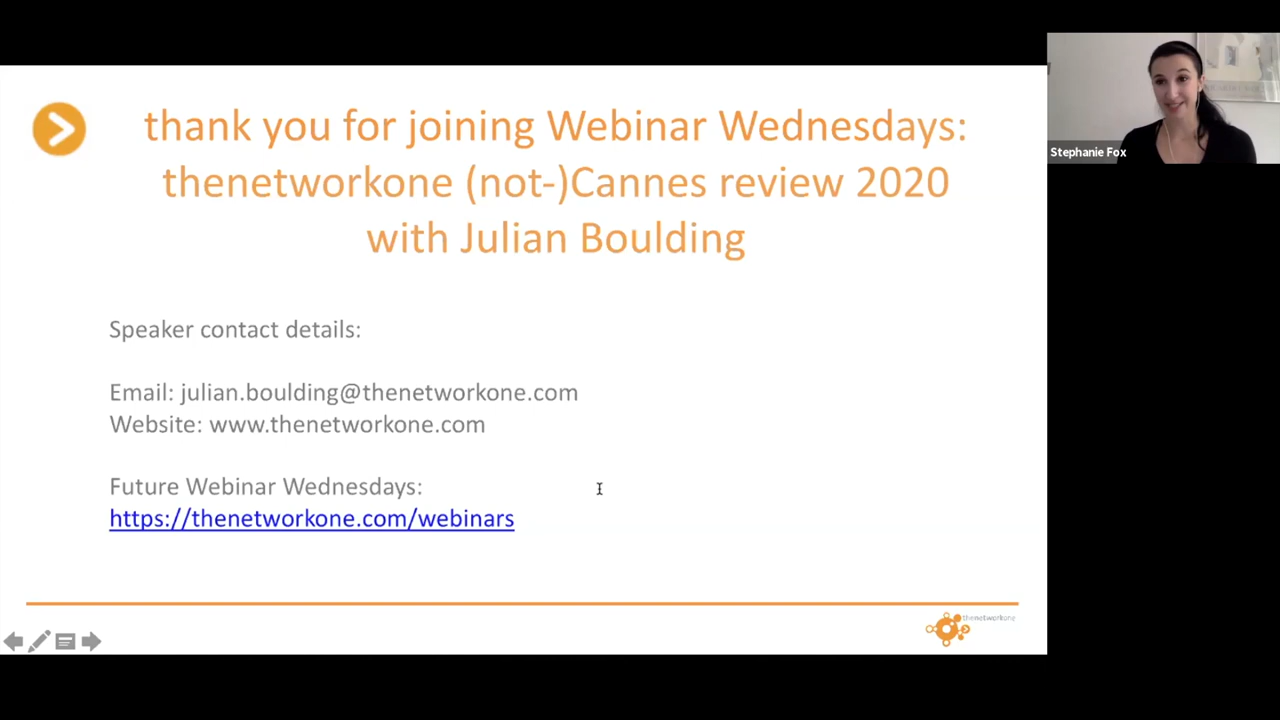 thank you for joining Webinar Wednesdays:
thenetworkone (not-)Cannes review 2020
with Julian Boulding
Stephanie Fox
Speaker contact details:
Email: julian.boulding@thenetworkone.com
Website: www.thenetworkone.com
Future Webinar Wednesdays:
https://thenetworkone.com/webinars
thenetworkone